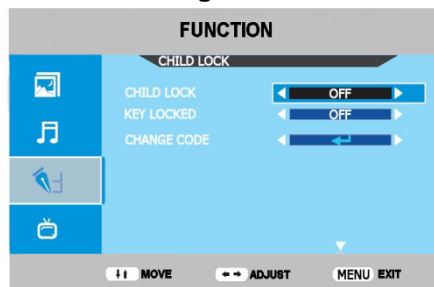 FUNCTION
CHILD LOCK
CHILD LOCK OFF
KEY LOCKED OFF
CHANGE CODE
MOVE ADJUST MENU EXIT